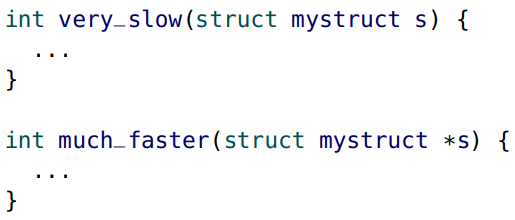 int very_slow(struct mystruct s) {
  ...
}

int much_faster(struct mystruct *s) {
  ...
}